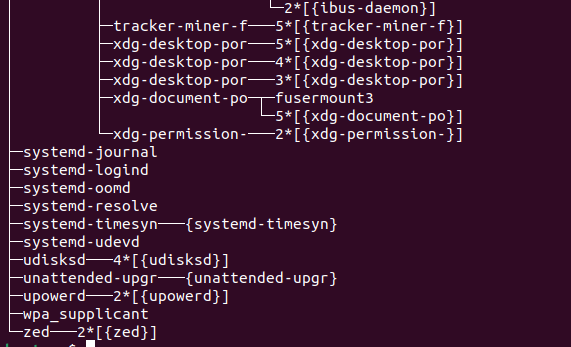 └─2*[{ibus-daemon}]
├─tracker-miner-f───5*[{tracker-miner-f}]
├─xdg-desktop-por───5*[{xdg-desktop-por}]
├─xdg-desktop-por───4*[{xdg-desktop-por}]
├─xdg-desktop-por───3*[{xdg-desktop-por}]
├─xdg-document-po─┬─fusermount3
└─5*[{xdg-document-po}]
└─xdg-permission-───2*[{xdg-permission-}]
├─systemd-journal
├─systemd-logind
├─systemd-oomd
├─systemd-resolve
├─systemd-timesyn───{systemd-timesyn}
├─systemd-udevd
├─udisksd───4*[{udisksd}]
├─unattended-upgr───{unattended-upgr}
├─upowerd───2*[{upowerd}]
├─wpa_supplicant
└─zed───2*[{zed}]